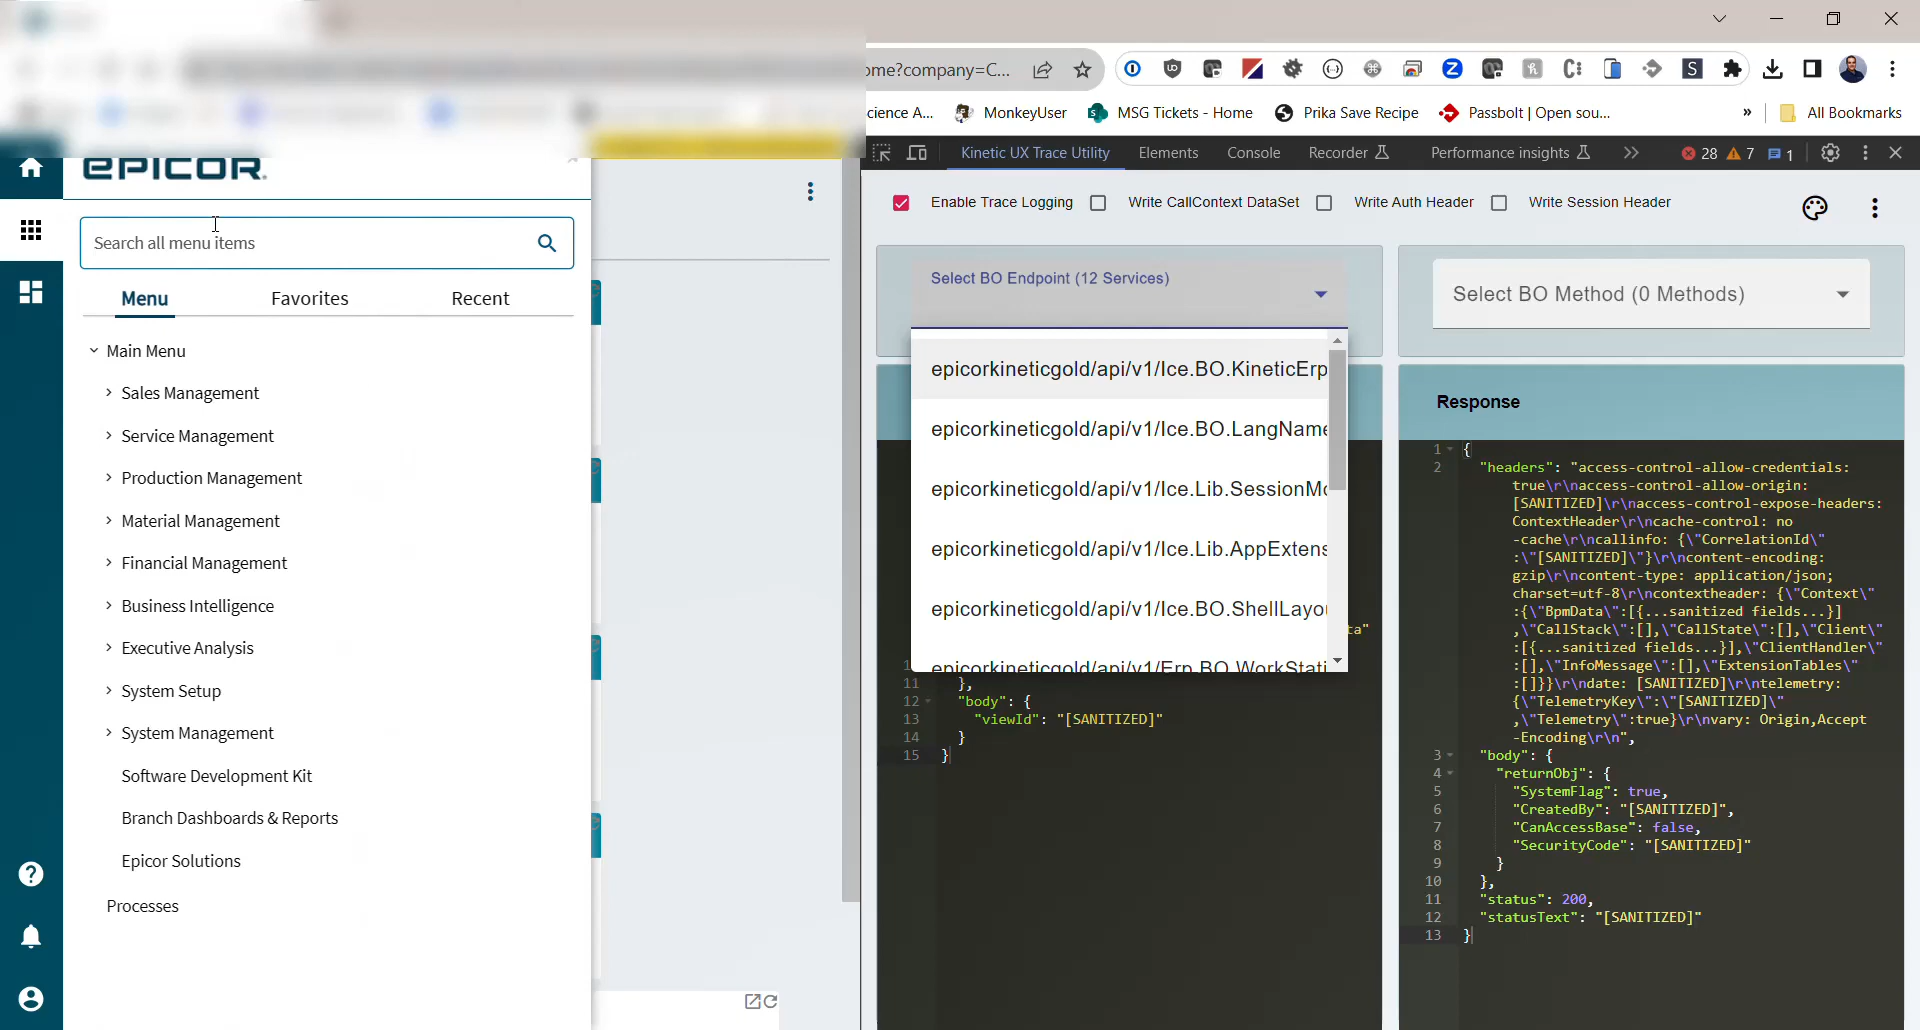 ome?company=C...
cience A...
MonkeyUser
MSG Tickets - Home
Prika Save Recipe
Passbolt | Open sou...
»
All Bookmarks
Kinetic UX Trace Utility
Elements
Console
Recorder
Performance insights
28
7
1
EPICOR
Search all menu items
Menu
Favorites
Recent
Main Menu
Sales Management
Service Management
Production Management
Material Management
Financial Management
Business Intelligence
Executive Analysis
System Setup
System Management
Software Development Kit
Branch Dashboards & Reports
Epicor Solutions
Processes
Enable Trace Logging
Write CallContext DataSet
Write Auth Header
Write Session Header
Select BO Endpoint (12 Services)
epicorkineticgold/api/v1/Ice.BO.KineticErp
epicorkineticgold/api/v1/Ice.BO.LangName
epicorkineticgold/api/v1/Ice.Lib.SessionMo
epicorkineticgold/api/v1/Ice.Lib.AppExtens
epicorkineticgold/api/v1/Ice.BO.ShellLayou
epicorkineticgold/api/v1/Erp.BO.WorkStati
ta"
11 },
12 "body": {
13 "viewId": "[SANITIZED]"
14 }
15 }
Select BO Method (0 Methods)
Response
1 {
2 "headers": "access-control-allow-credentials:
true\r\naccess-control-allow-origin:
[SANITIZED]\r\naccess-control-expose-headers:
ContextHeader\r\ncache-control: no
-cache\r\ncallinfo: {\"CorrelationId\"
:\"[SANITIZED]\"}\r\ncontent-encoding:
gzip\r\ncontent-type: application/json;
charset=utf-8\r\ncontextheader: {\"Context\"
:{\"BpmData\":[{...sanitized fields...}]
,\"CallStack\":[],\"CallState\":[],\"Client\"
:[{...sanitized fields...}],\"ClientHandler\"
:[],\"InfoMessage\":[],\"ExtensionTables\"
:[]}}\r\ndate: [SANITIZED]\r\ntelemetry:
{\"TelemetryKey\":\"[SANITIZED]\"
,\"Telemetry\":true}\r\nvary: Origin,Accept
-Encoding\r\n",
3 "body": {
4 "returnObj": {
5 "SystemFlag": true,
6 "CreatedBy": "[SANITIZED]",
7 "CanAccessBase": false,
8 "SecurityCode": "[SANITIZED]"
9 }
10 },
11 "status": 200,
12 "statusText": "[SANITIZED]"
13 }